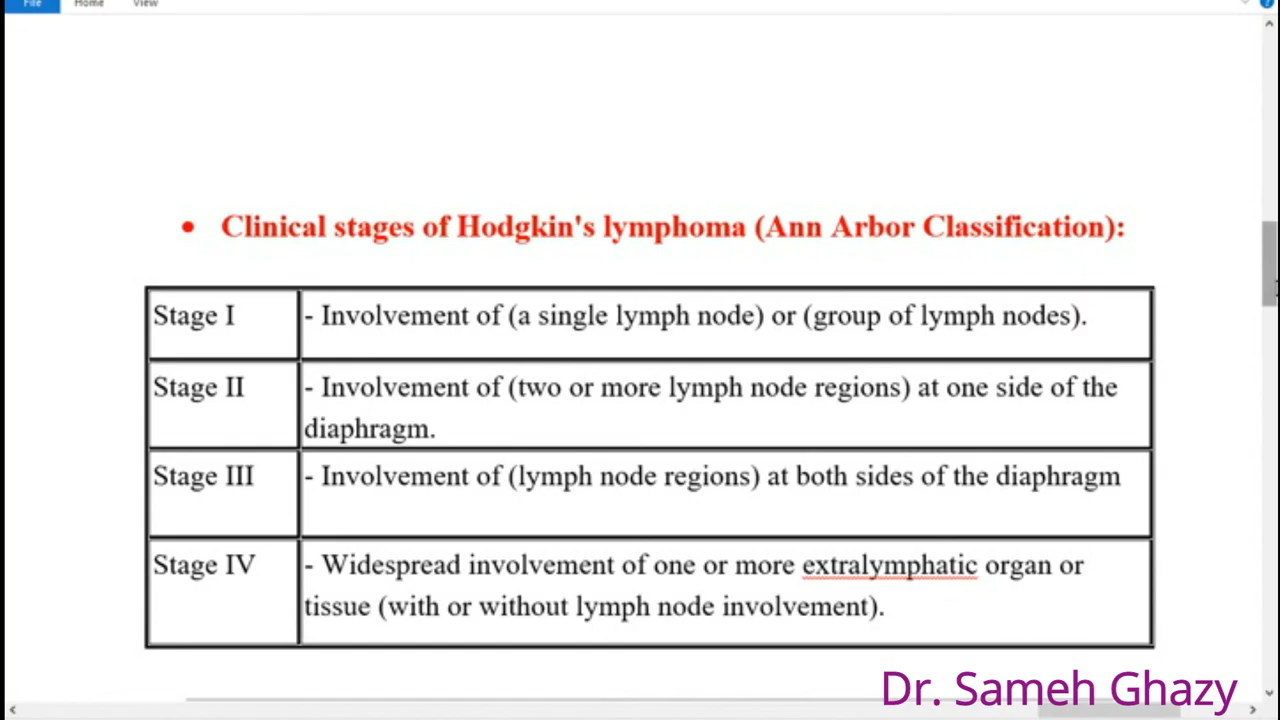 File Home View
• Clinical stages of Hodgkin's lymphoma (Ann Arbor Classification):
Stage I
- Involvement of (a single lymph node) or (group of lymph nodes).
Stage II
- Involvement of (two or more lymph node regions) at one side of the
diaphragm.
Stage III
- Involvement of (lymph node regions) at both sides of the diaphragm
Stage IV
- Widespread involvement of one or more extralymphatic organ or
tissue (with or without lymph node involvement).
Dr. Sameh Ghazy